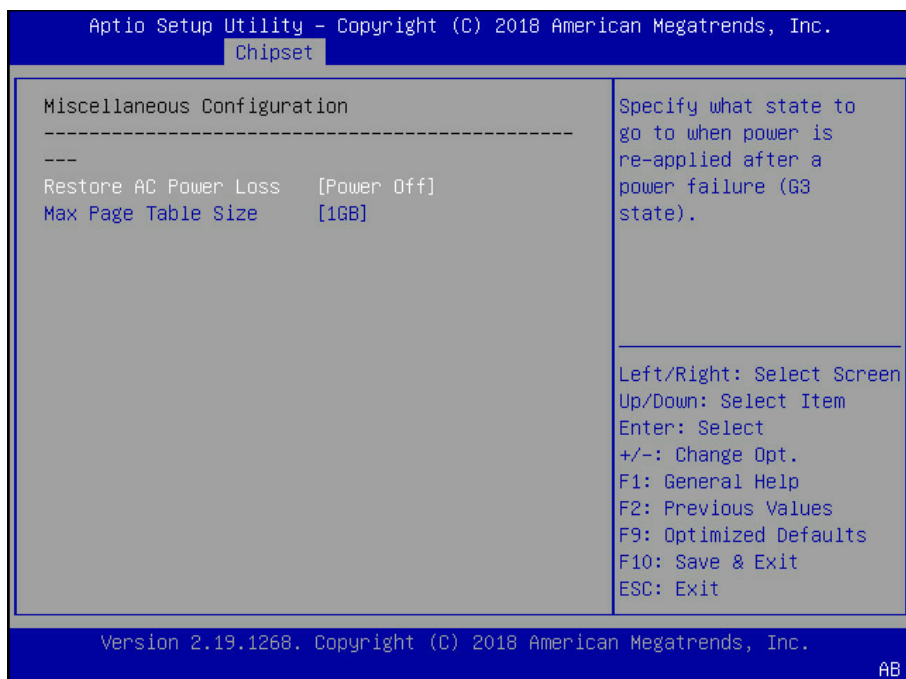 Aptio Setup Utility – Copyright (C) 2018 American Megatrends, Inc.
Chipset
Miscellaneous Configuration
-----------------------------------------------
---
Restore AC Power Loss [Power Off]
Max Page Table Size [1GB]
Specify what state to
go to when power is
re-applied after a
power failure (G3
state).
Left/Right: Select Screen
Up/Down: Select Item
Enter: Select
+/-: Change Opt.
F1: General Help
F2: Previous Values
F9: Optimized Defaults
F10: Save & Exit
ESC: Exit
Version 2.19.1268. Copyright (C) 2018 American Megatrends, Inc.
AB